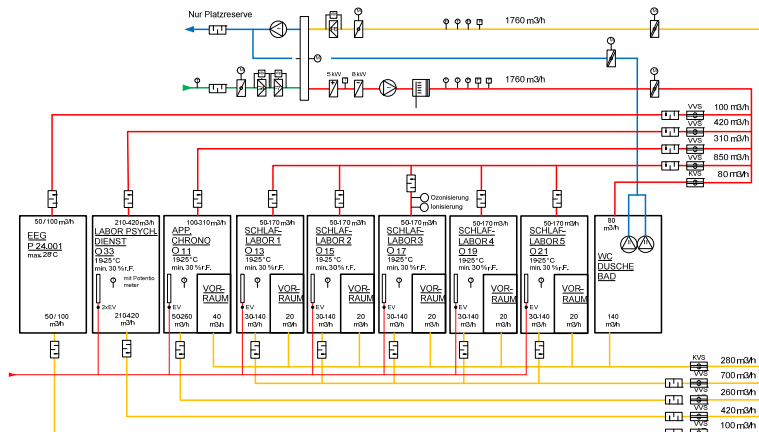 Nur Platzreserve
1760 m3/h
5 kW
8 kW
1760 m3/h
VVS
100 m3/h
VVS
420 m3/h
VVS
310 m3/h
VVS
850 m3/h
KVS
80 m3/h
Ozonisierung
Ionisierung
50/100 m3/h
EEG
P 24.001
max. 28°C
50/100
m3/h
210-420 m3/h
LABOR PSYCH.
DIENST
O 33
19-25°C
min. 30 % r.F.
mit Potentio
meter
2xEV
210-420
m3/h
100-310 m3/h
APP.
CHRONO
O 11
19-25°C
min. 30 % r.F.
VOR-
RAUM
EV
50-260
m3/h
40
m3/h
50-170 m3/h
SCHLAF-
LABOR 1
O 13
19-25°C
min. 30 % r.F.
VOR-
RAUM
EV
30-140
m3/h
20
m3/h
50-170 m3/h
SCHLAF-
LABOR 2
O 15
19-25°C
min. 30 % r.F.
VOR-
RAUM
EV
30-140
m3/h
20
m3/h
50-170 m3/h
SCHLAF-
LABOR 3
O 17
19-25°C
min. 30 % r.F.
VOR-
RAUM
EV
30-140
m3/h
20
m3/h
50-170 m3/h
SCHLAF-
LABOR 4
O 19
19-25°C
min. 30 % r.F.
VOR-
RAUM
EV
30-140
m3/h
20
m3/h
50-170 m3/h
SCHLAF-
LABOR 5
O 21
19-25°C
min. 30 % r.F.
VOR-
RAUM
EV
30-140
m3/h
20
m3/h
80
m3/h
WC
DUSCHE
BAD
140
m3/h
KVS
280 m3/h
VVS
700 m3/h
VVS
260 m3/h
VVS
420 m3/h
VVS
100 m3/h